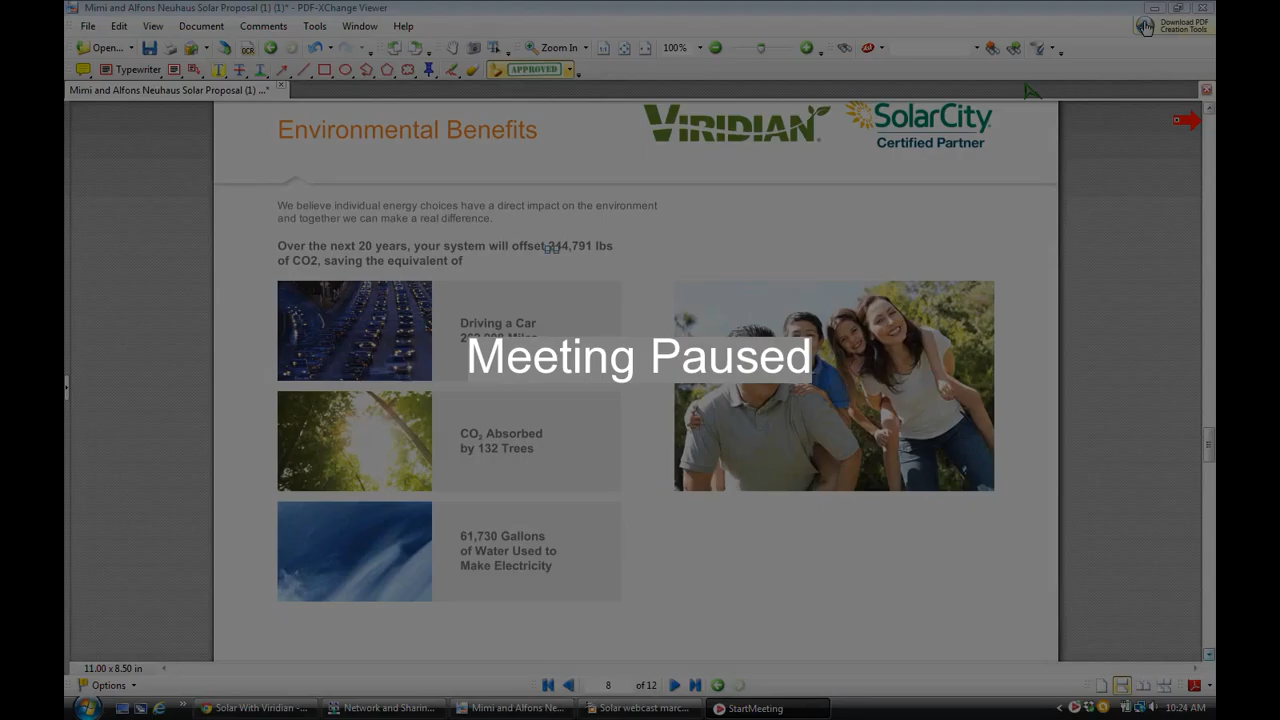 Mimi and Alfons Neuhaus Solar Proposal (1) (1)* - PDF-XChange Viewer
File Edit View Document Comments Tools Window Help
Download PDF
Creation Tools
Open... OCR Zoom In 100%
Typewriter APPROVED
Mimi and Alfons Neuhaus Solar Proposal (1) ...*
Environmental Benefits
VIRIDIAN
SolarCity
Certified Partner
We believe individual energy choices have a direct impact on the environment
and together we can make a real difference.
Over the next 20 years, your system will offset 244,791 lbs
of CO2, saving the equivalent of
Driving a Car
Meeting Paused
CO₂ Absorbed
by 132 Trees
61,730 Gallons
of Water Used to
Make Electricity
11.00 x 8.50 in
Options 8 of 12
Solar With Viridian - ... Network and Sharin... Mimi and Alfons Ne... Solar webcast marc... StartMeeting 10:24 AM